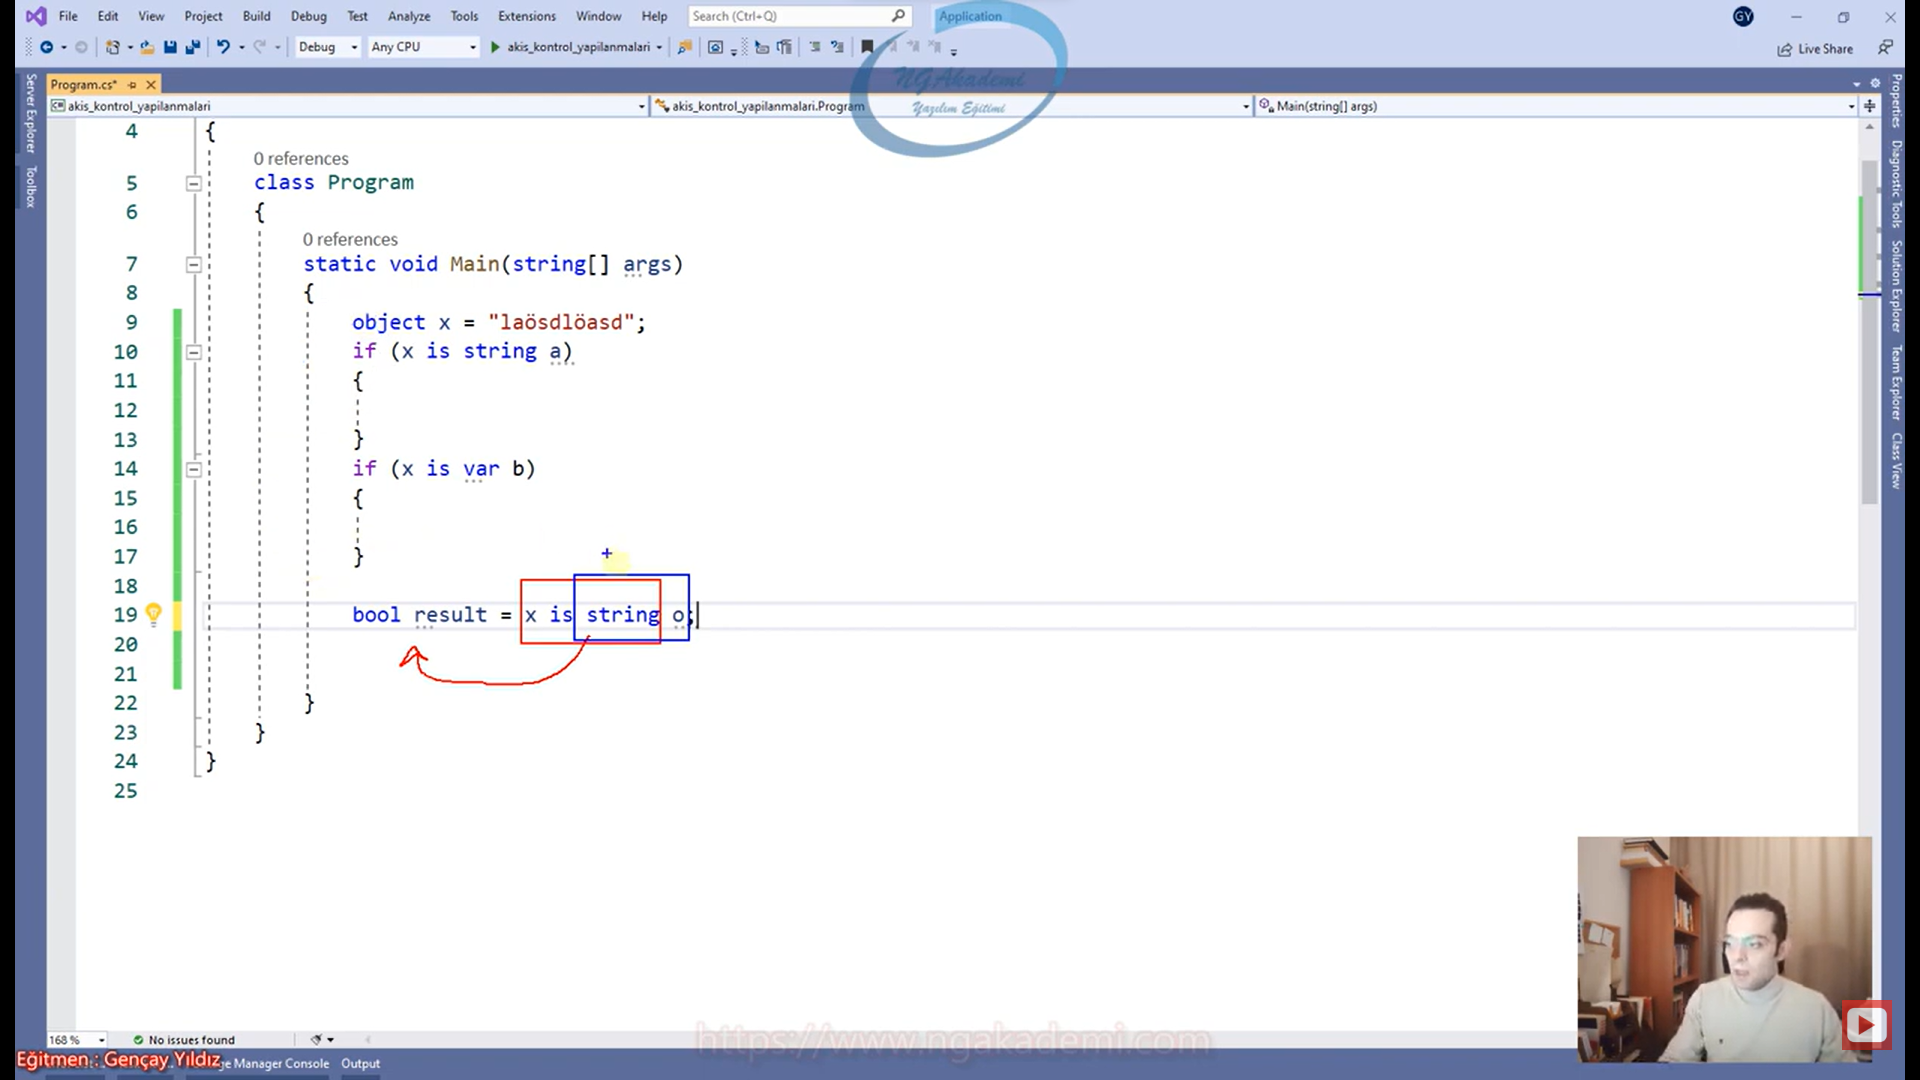 File Edit View Project Build Debug Test Analyze Tools Extensions Window Help Search (Ctrl+Q) Application GY
Debug Any CPU akis_kontrol_yapilanmalari Live Share
Program.cs*
akis_kontrol_yapilanmalari akis_kontrol_yapilanmalari.Program Main(string[] args)
NGAkademi
Yazılım Eğitimi
Server Explorer
Toolbox
Properties
Diagnostic Tools
Solution Explorer
Team Explorer
Class View
4 {
0 references
5 class Program
6 {
0 references
7 static void Main(string[] args)
8 {
9 object x = "laösdlöasd";
10 if (x is string a)
11 {
12
13 }
14 if (x is var b)
15 {
16
17 }
18
19 bool result = x is string o;
20
21
22 }
23 }
24 }
25
168 % No issues found
https://www.ngakademi.com
Eğitmen : Gençay Yıldız
Manager Console Output